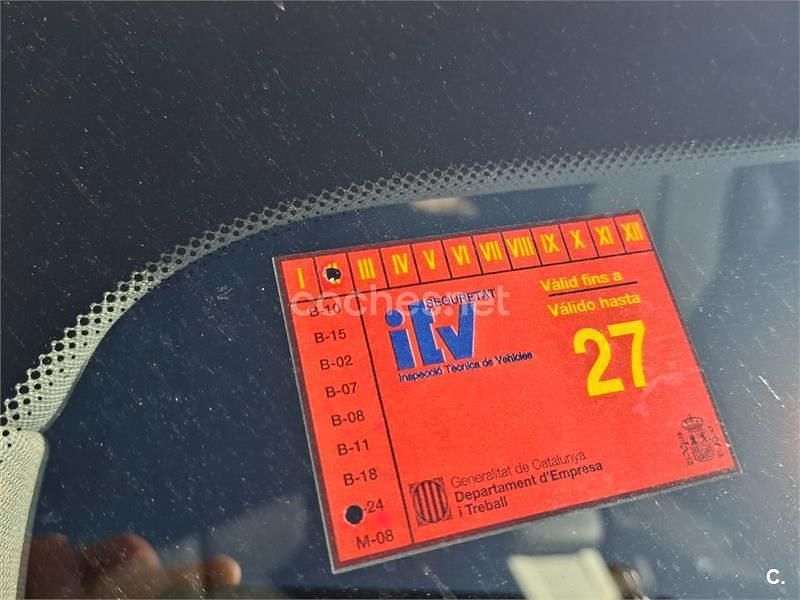 I III IV V VI VII VIII IX X XI XII
coches.net
B-10
B-15
B-02
B-07
B-08
B-11
B-18
-24
M-08
SEGURETAT
itv
Inspecció Tècnica de Vehicles
Vàlid fins a
Válido hasta
27
Generalitat de Catalunya
Departament d'Empresa
i Treball
C.